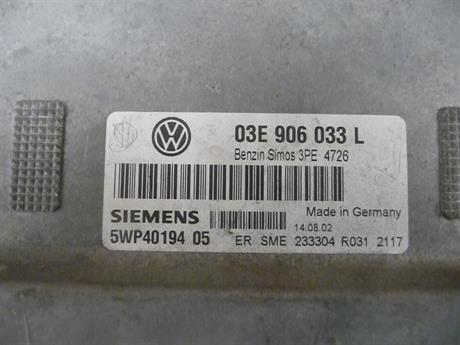 03E 906 033 L
Benzin Simos 3PE 4726
SIEMENS
Made in Germany
14.08.02
5WP40194 05 ER SME 233304 R031 2117